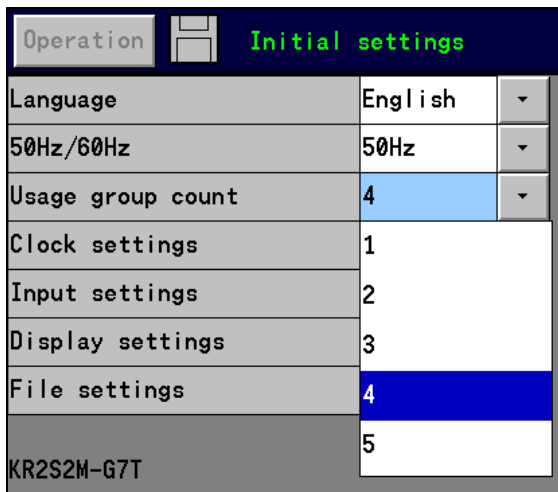 Operation Initial settings
Language English
50Hz/60Hz 50Hz
Usage group count 4
Clock settings 1
Input settings 2
Display settings 3
File settings 4
5
KR2S2M-G7T